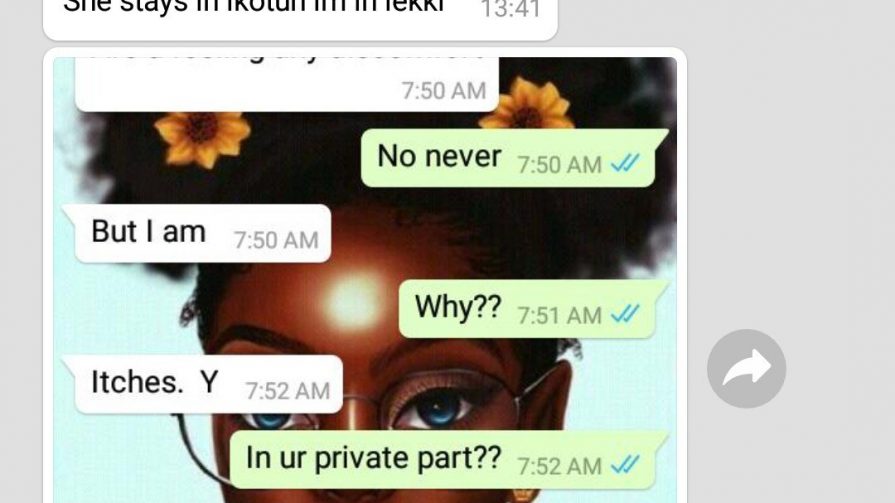 She stays in ikotun im in lekki 13:41
7:50 AM
No never 7:50 AM
But I am 7:50 AM
Why?? 7:51 AM
Itches. Y 7:52 AM
In ur private part?? 7:52 AM